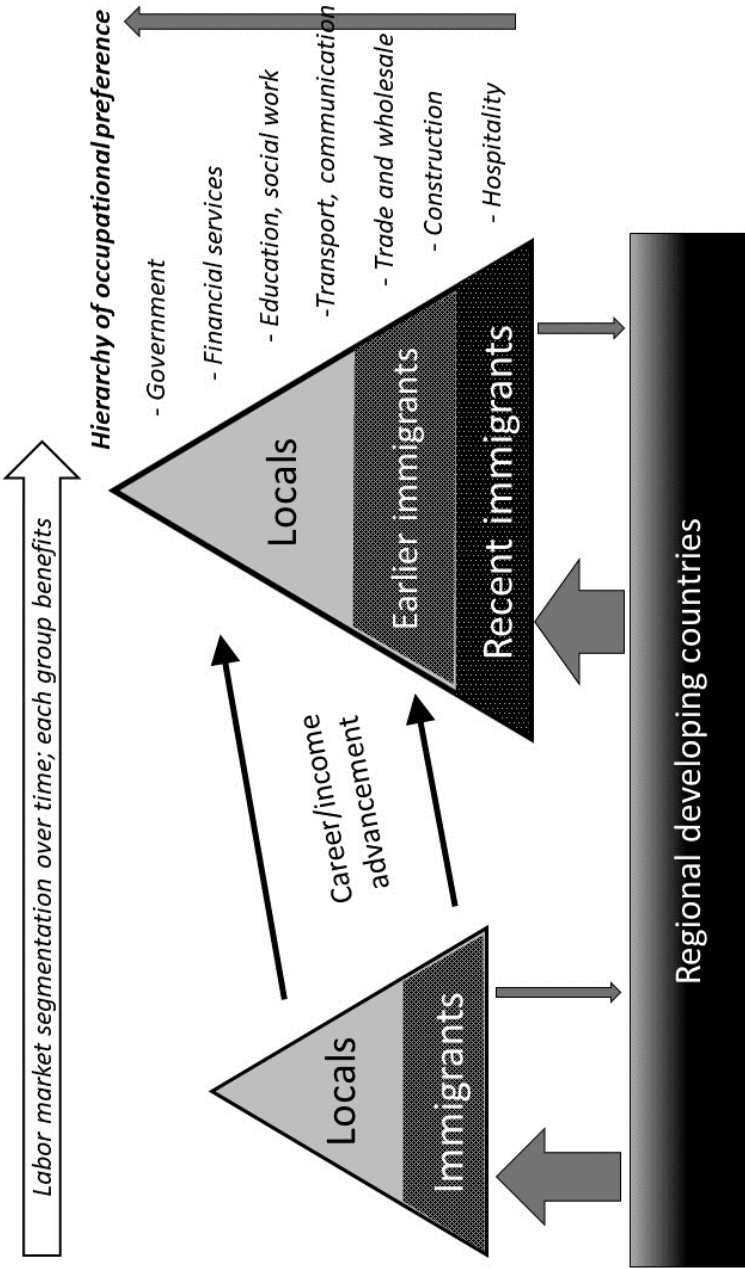 Labor market segmentation over time; each group benefits
Hierarchy of occupational preference
- Government
- Financial services
- Education, social work
-Transport, communication
- Trade and wholesale
- Construction
- Hospitality
Career/income
advancement
Locals
Immigrants
Locals
Earlier immigrants
Recent immigrants
Regional developing countries